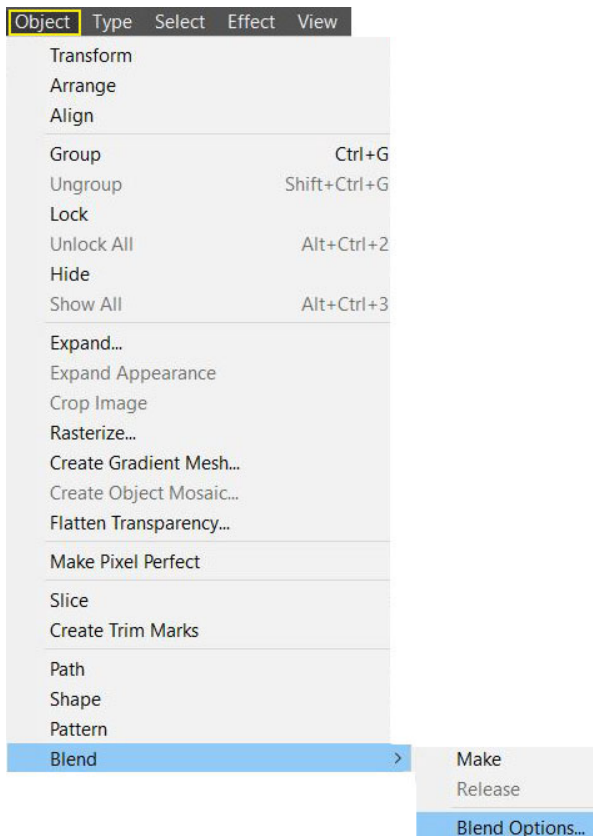 Object Type Select Effect View
Transform
Arrange
Align
Group Ctrl+G
Ungroup Shift+Ctrl+G
Lock
Unlock All Alt+Ctrl+2
Hide
Show All Alt+Ctrl+3
Expand...
Expand Appearance
Crop Image
Rasterize...
Create Gradient Mesh...
Create Object Mosaic...
Flatten Transparency...
Make Pixel Perfect
Slice
Create Trim Marks
Path
Shape
Pattern
Blend > Make
Release
Blend Options...